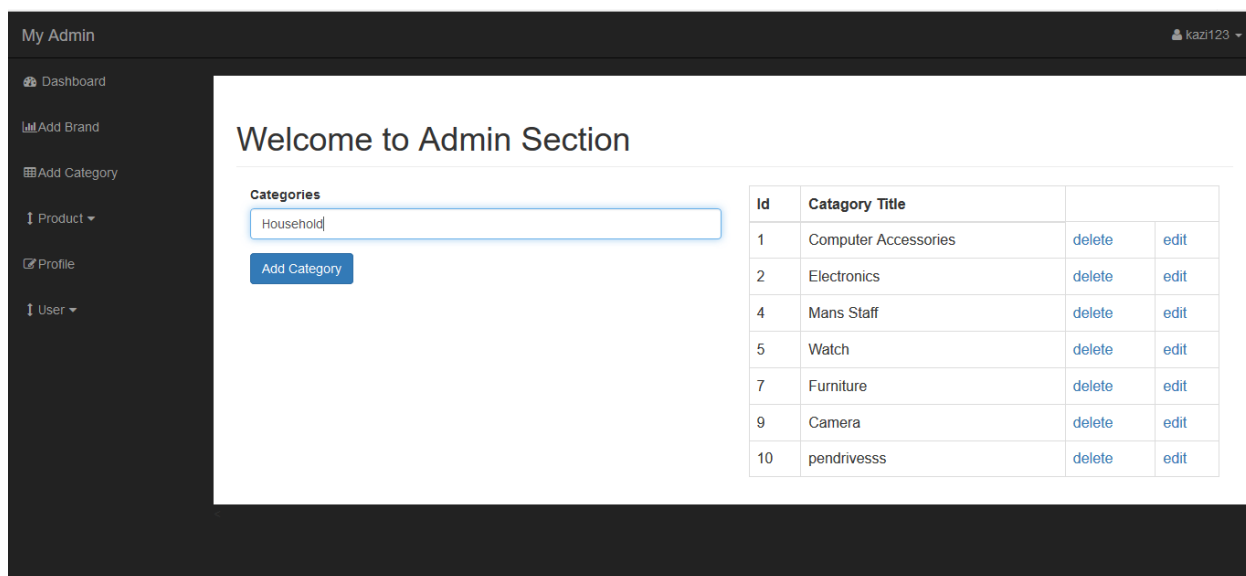 My Admin
kazi123
Dashboard
Add Brand
Add Category
Product
Profile
User
Welcome to Admin Section
Categories
Household
Add Category
Id Catagory Title
1 Computer Accessories delete edit
2 Electronics delete edit
4 Mans Staff delete edit
5 Watch delete edit
7 Furniture delete edit
9 Camera delete edit
10 pendrivesss delete edit